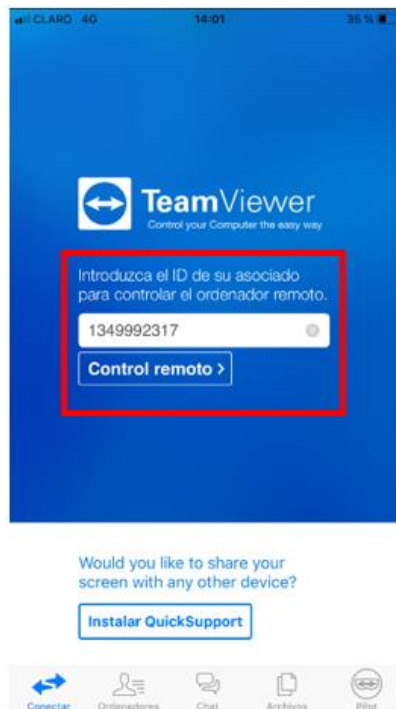 CLARO 4G 14:01 35 %
TeamViewer
Control your Computer the easy way
Introduzca el ID de su asociado
para controlar el ordenador remoto.
1349992317
Control remoto >
Would you like to share your
screen with any other device?
Instalar QuickSupport
Conectar Ordenadores Chat Archivos Pilot